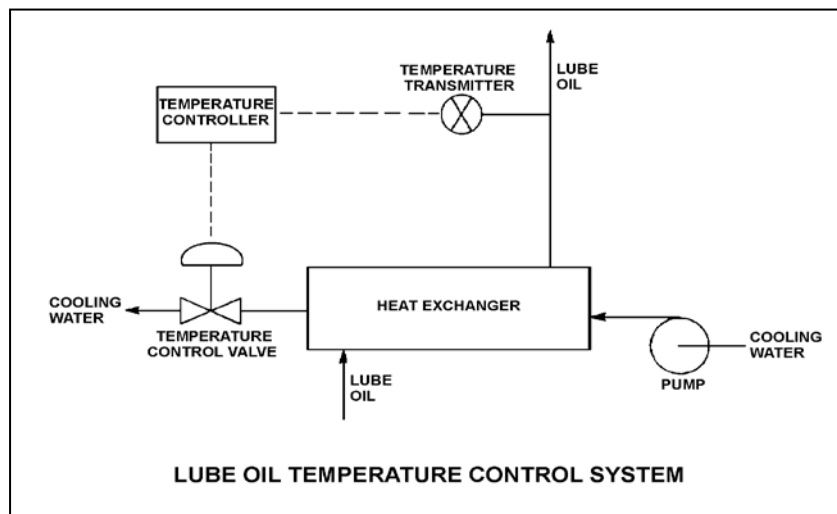 TEMPERATURE
TRANSMITTER
LUBE
OIL
TEMPERATURE
CONTROLLER
COOLING
WATER
TEMPERATURE
CONTROL VALVE
HEAT EXCHANGER
COOLING
WATER
PUMP
LUBE
OIL
LUBE OIL TEMPERATURE CONTROL SYSTEM